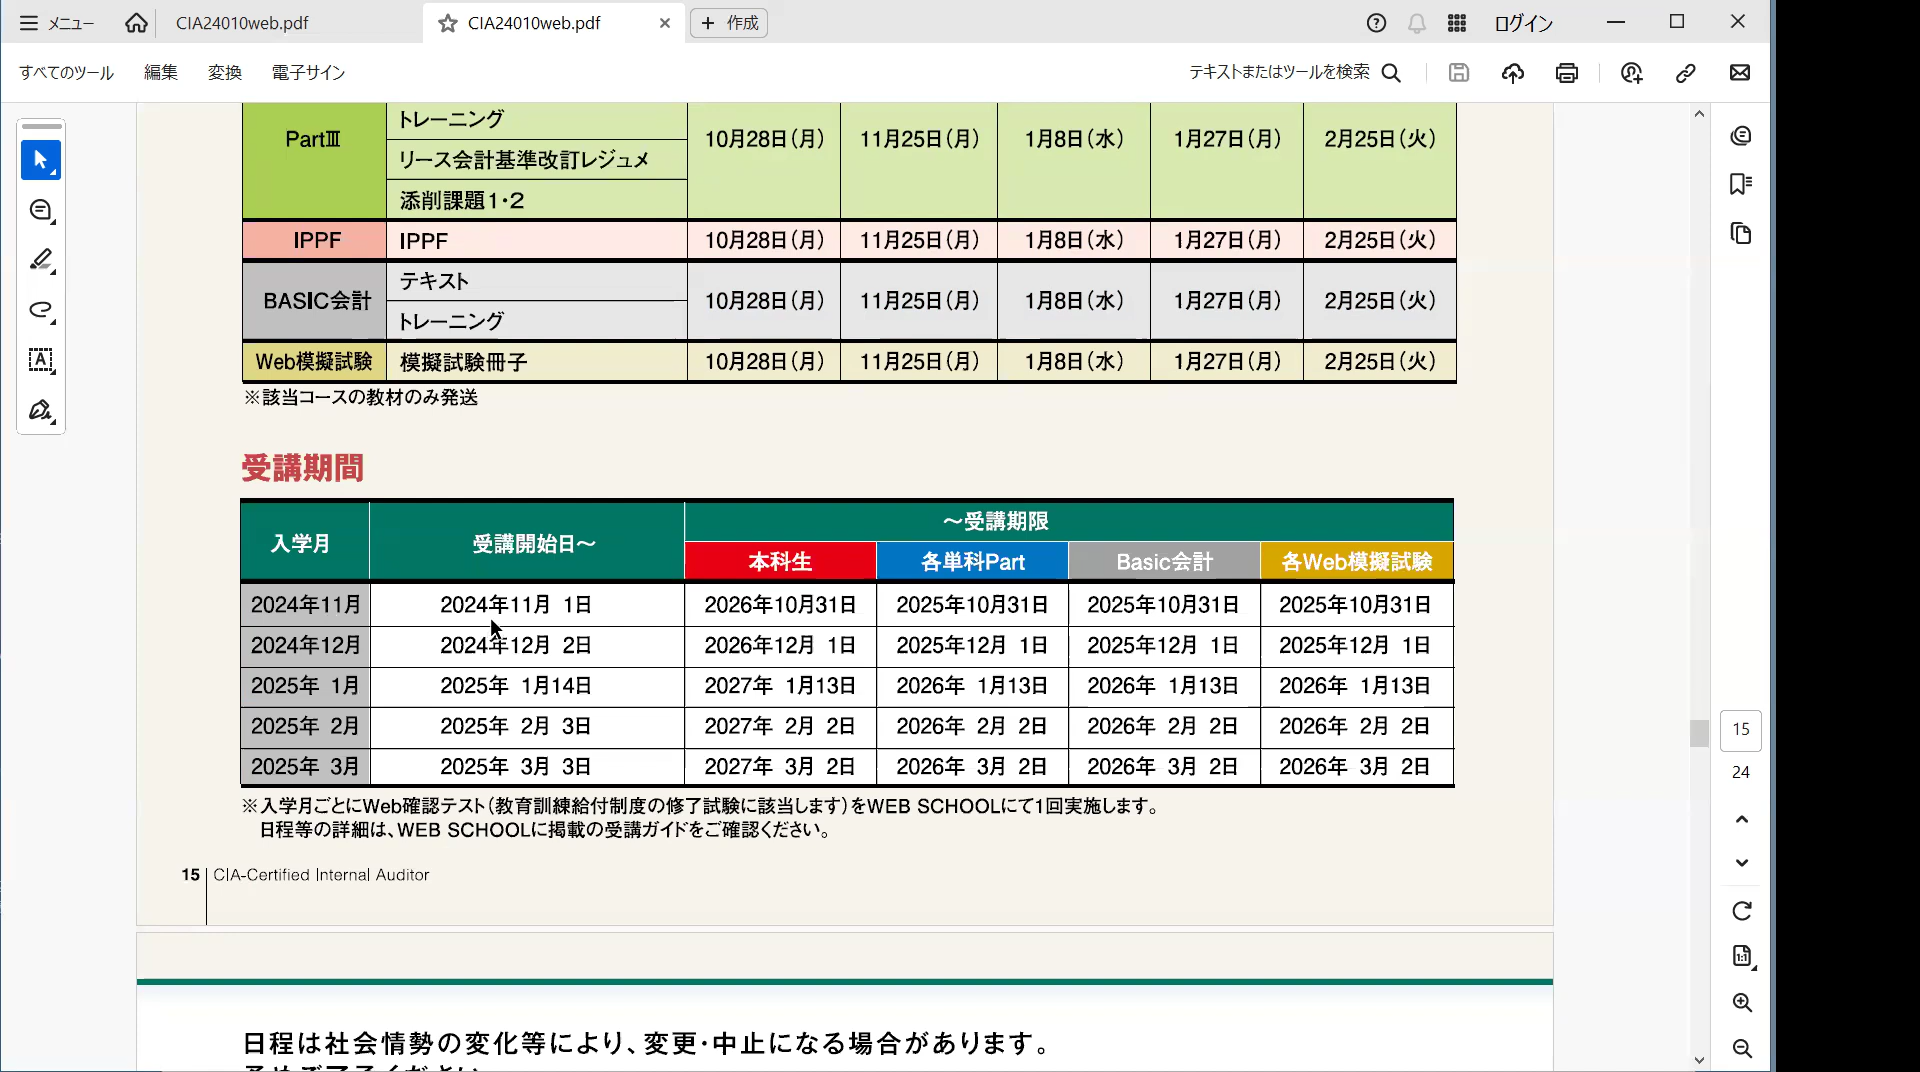 メニュー
CIA24010web.pdf
CIA24010web.pdf
作成
ログイン
すべてのツール 編集 変換 電子サイン
テキストまたはツールを検索
PartⅢ
トレーニング
リース会計基準改訂レジュメ
添削課題1・2
10月28日(月) 11月25日(月) 1月8日(水) 1月27日(月) 2月25日(火)
IPPF IPPF 10月28日(月) 11月25日(月) 1月8日(水) 1月27日(月) 2月25日(火)
BASIC会計
テキスト
トレーニング
10月28日(月) 11月25日(月) 1月8日(水) 1月27日(月) 2月25日(火)
Web模擬試験 模擬試験冊子 10月28日(月) 11月25日(月) 1月8日(水) 1月27日(月) 2月25日(火)
※該当コースの教材のみ発送
受講期間
入学月 受講開始日～ ～受講期限
本科生 各単科Part Basic会計 各Web模擬試験
2024年11月 2024年11月 1日 2026年10月31日 2025年10月31日 2025年10月31日 2025年10月31日
2024年12月 2024年12月 2日 2026年12月 1日 2025年12月 1日 2025年12月 1日 2025年12月 1日
2025年 1月 2025年 1月14日 2027年 1月13日 2026年 1月13日 2026年 1月13日 2026年 1月13日
2025年 2月 2025年 2月 3日 2027年 2月 2日 2026年 2月 2日 2026年 2月 2日 2026年 2月 2日
2025年 3月 2025年 3月 3日 2027年 3月 2日 2026年 3月 2日 2026年 3月 2日 2026年 3月 2日
※入学月ごとにWeb確認テスト(教育訓練給付制度の修了試験に該当します)をWEB SCHOOLにて1回実施します。
日程等の詳細は、WEB SCHOOLに掲載の受講ガイドをご確認ください。
15 CIA-Certified Internal Auditor
日程は社会情勢の変化等により、変更・中止になる場合があります。
15
24